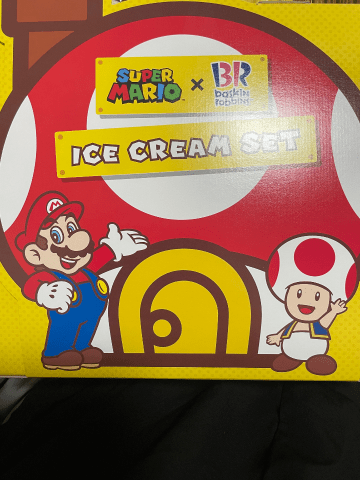 SUPER
MARIO
×
BR
baskin
robbins
ICE CREAM SET
M